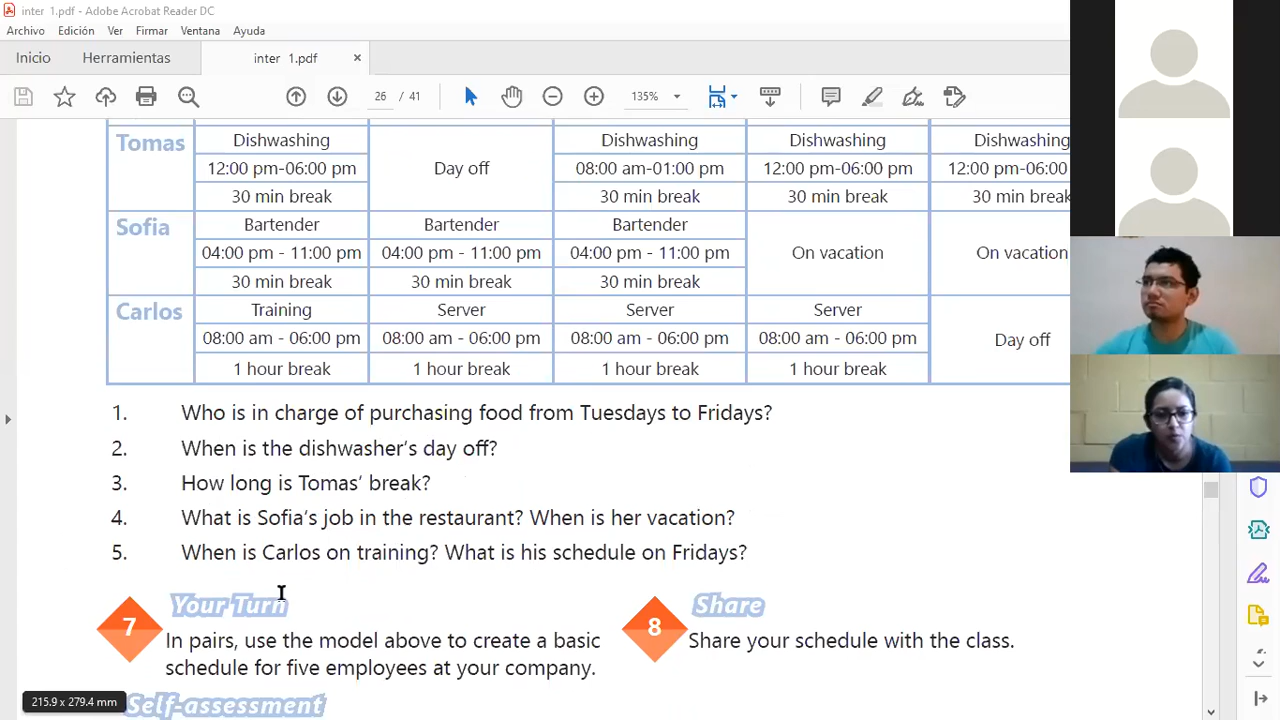 inter 1.pdf - Adobe Acrobat Reader DC
Archivo Edición Ver Firmar Ventana Ayuda
Inicio Herramientas inter 1.pdf ×
26 / 41 135%
Tomas Dishwashing Day off Dishwashing Dishwashing Dishwashing
12:00 pm-06:00 pm 08:00 am-01:00 pm 12:00 pm-06:00 pm 12:00 pm-06:00
30 min break 30 min break 30 min break 30 min break
Sofia Bartender Bartender Bartender On vacation On vacation
04:00 pm - 11:00 pm 04:00 pm - 11:00 pm 04:00 pm - 11:00 pm
30 min break 30 min break 30 min break
Carlos Training Server Server Server Day off
08:00 am - 06:00 pm 08:00 am - 06:00 pm 08:00 am - 06:00 pm 08:00 am - 06:00 pm
1 hour break 1 hour break 1 hour break 1 hour break
1. Who is in charge of purchasing food from Tuesdays to Fridays?
2. When is the dishwasher's day off?
3. How long is Tomas' break?
4. What is Sofia's job in the restaurant? When is her vacation?
5. When is Carlos on training? What is his schedule on Fridays?
7 Your Turn
In pairs, use the model above to create a basic
schedule for five employees at your company.
8 Share
Share your schedule with the class.
215.9 x 279.4 mm
Self-assessment